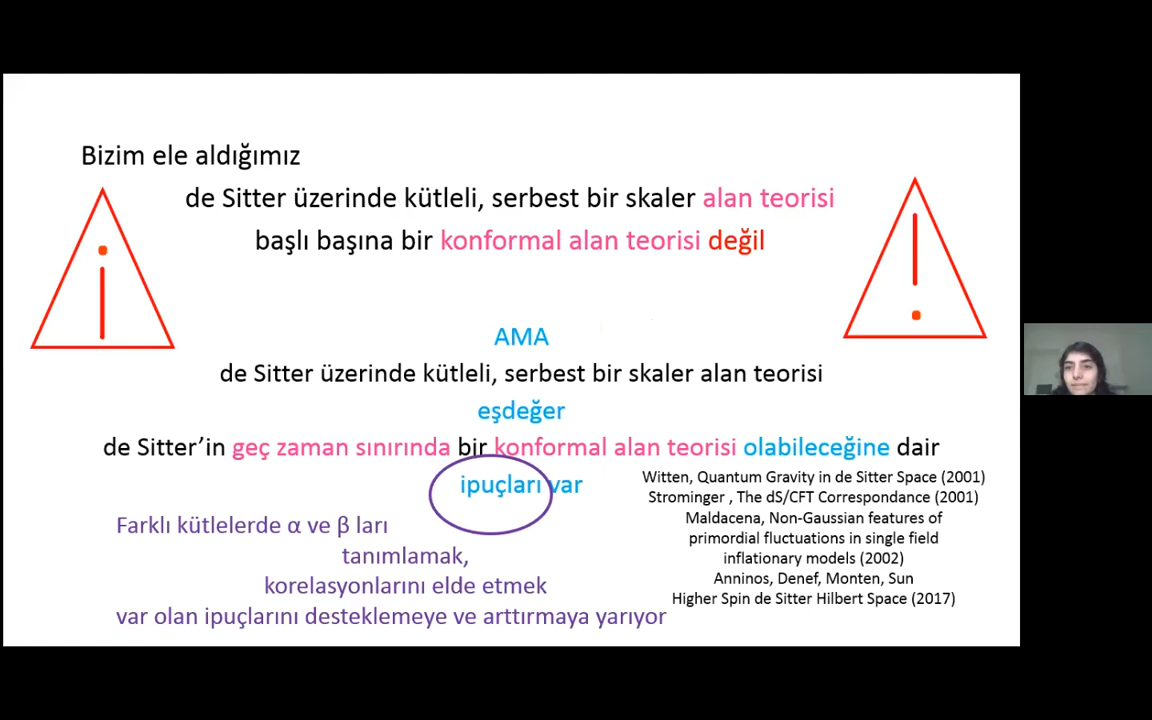 Bizim ele aldığımız
de Sitter üzerinde kütleli, serbest bir skaler alan teorisi
başlı başına bir konformal alan teorisi değil
AMA
de Sitter üzerinde kütleli, serbest bir skaler alan teorisi
eşdeğer
de Sitter’in geç zaman sınırında bir konformal alan teorisi olabileceğine dair
ipuçları var
Farklı kütlelerde α ve β ları
tanımlamak,
korelasyonlarını elde etmek
var olan ipuçlarını desteklemeye ve arttırmaya yarıyor
Witten, Quantum Gravity in de Sitter Space (2001)
Strominger , The dS/CFT Correspondance (2001)
Maldacena, Non-Gaussian features of
primordial fluctuations in single field
inflationary models (2002)
Anninos, Denef, Monten, Sun
Higher Spin de Sitter Hilbert Space (2017)